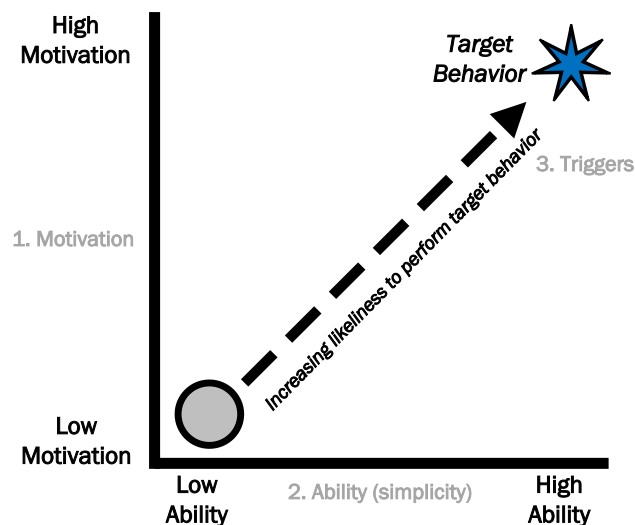 High
Motivation
Target
Behavior
3. Triggers
1. Motivation
Increasing likeliness to perform target behavior
Low
Motivation
Low
Ability
2. Ability (simplicity)
High
Ability